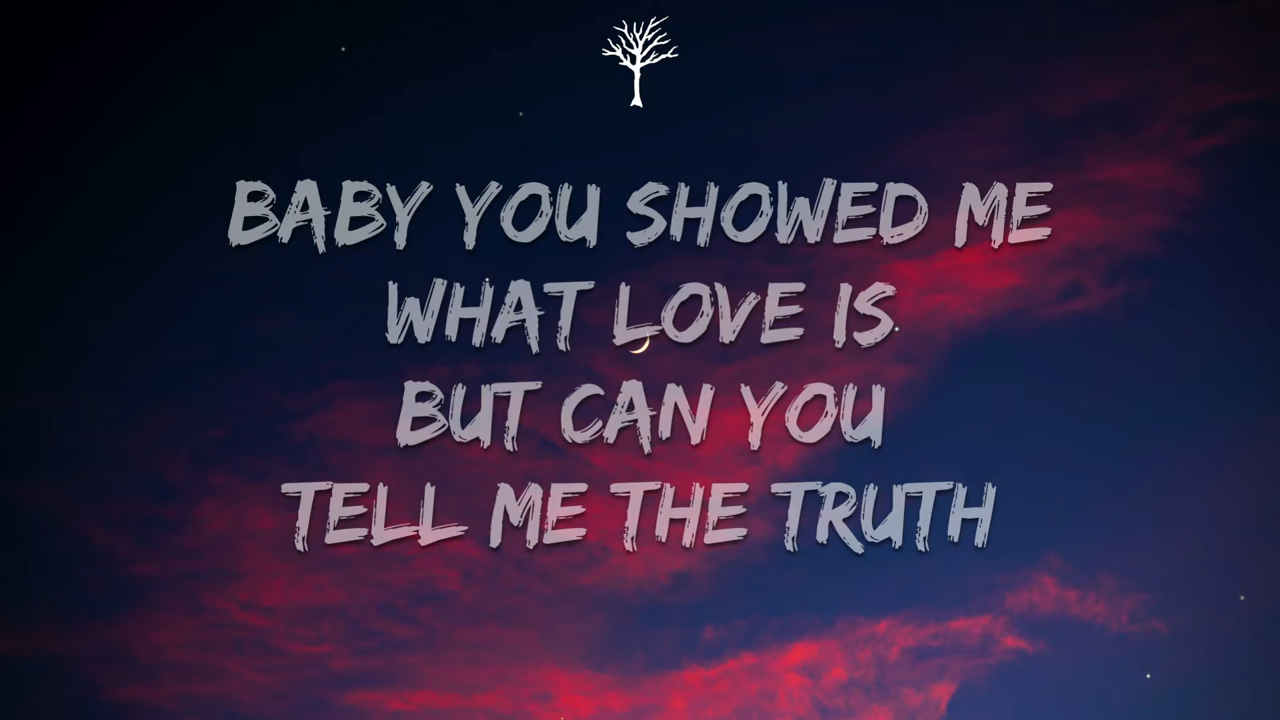 BABY YOU SHOWED ME
WHAT LOVE IS
BUT CAN YOU
TELL ME THE TRUTH